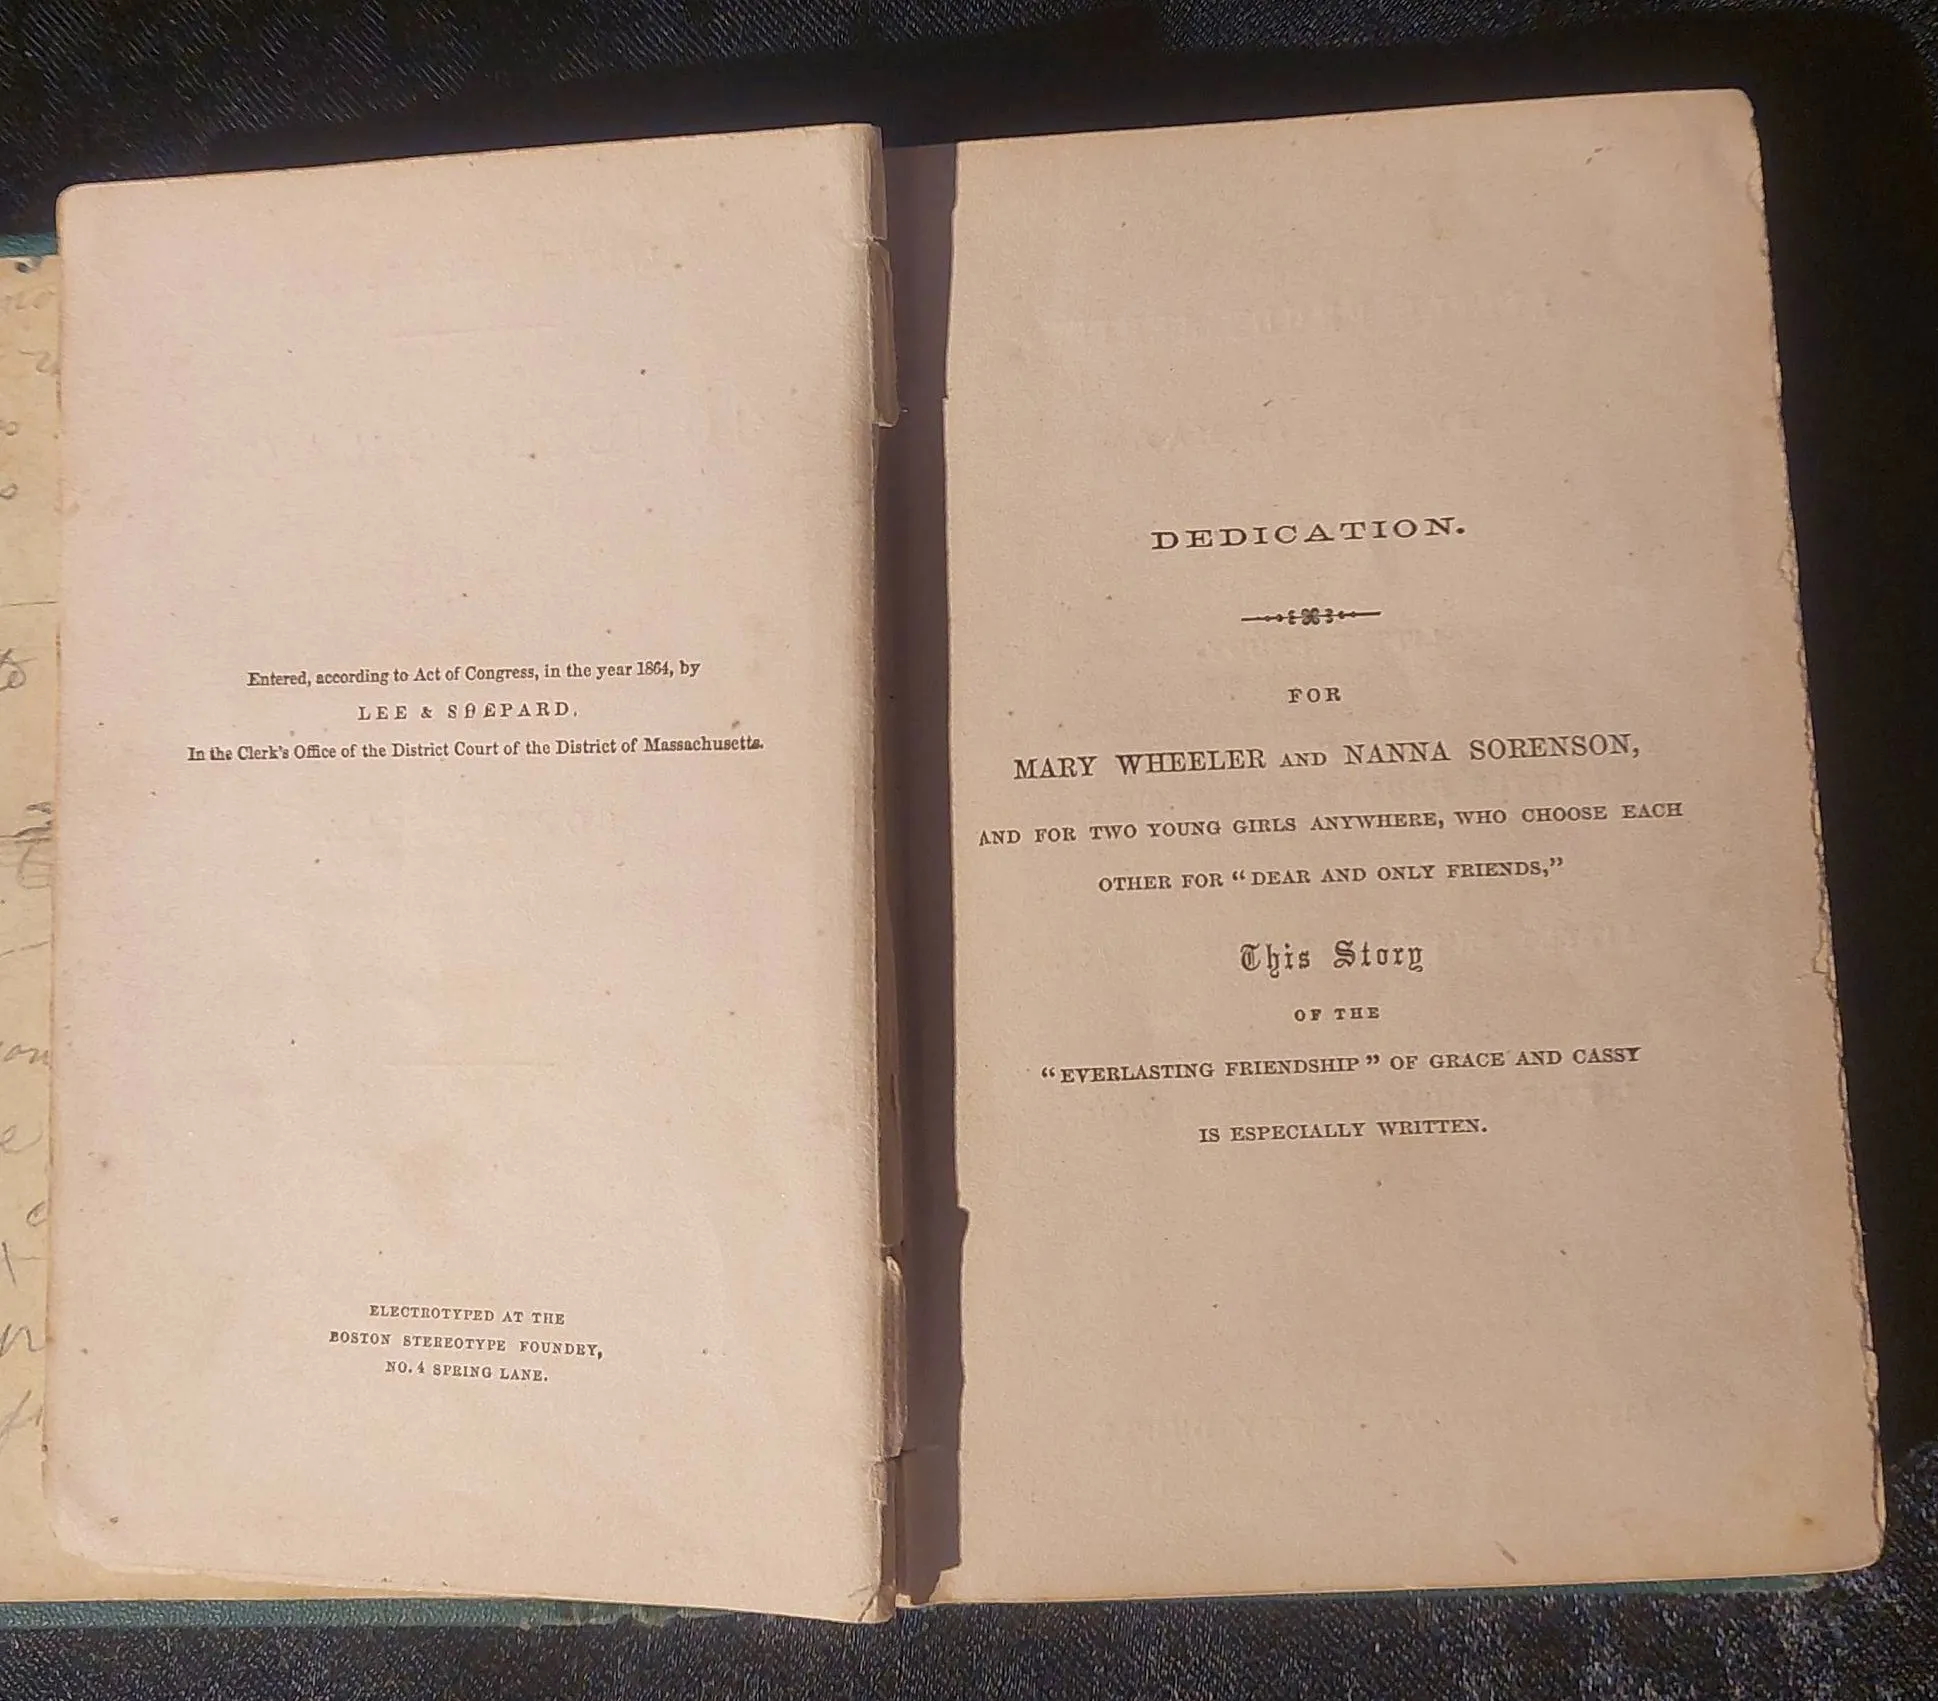 Entered, according to Act of Congress, in the year 1864, by
LEE & SHEPARD,
In the Clerk's Office of the District Court of the District of Massachusetts.
ELECTROTYPED AT THE
BOSTON STEREOTYPE FOUNDRY,
NO. 4 SPRING LANE.
DEDICATION.
FOR
MARY WHEELER AND NANNA SORENSON,
AND FOR TWO YOUNG GIRLS ANYWHERE, WHO CHOOSE EACH
OTHER FOR “DEAR AND ONLY FRIENDS,”
This Story
OF THE
“EVERLASTING FRIENDSHIP” OF GRACE AND CASSY
IS ESPECIALLY WRITTEN.